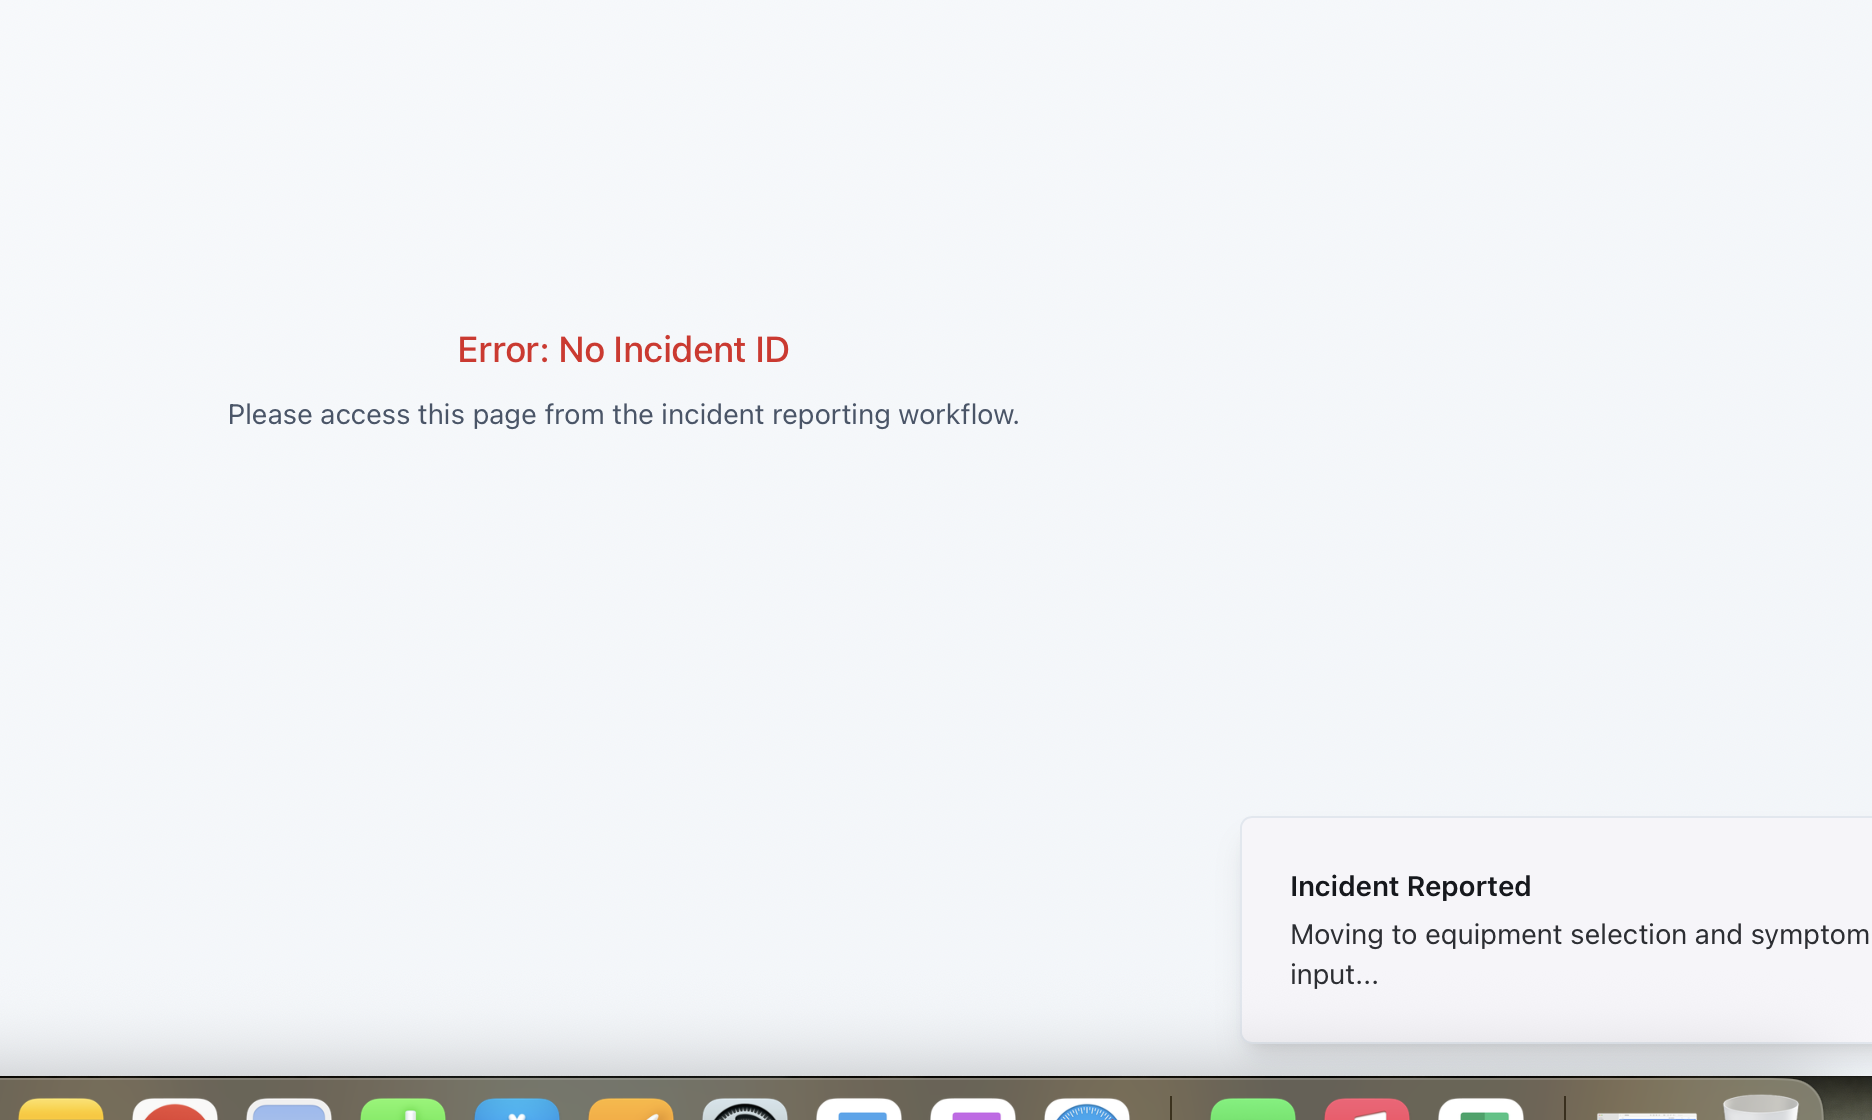 Error: No Incident ID
Please access this page from the incident reporting workflow.
Incident Reported
Moving to equipment selection and symptom
input...